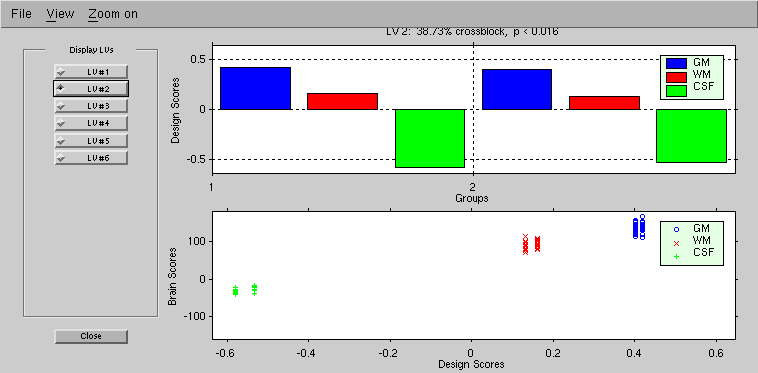 File View Zoom on
LV 2: 38.73% crossblock, p < 0.016
Display LVs
LV#1
LV#2
LV#3
LV#4
LV#5
LV#6
Close
Design Scores
0.5
0
-0.5
GM
WM
CSF
1 2
Groups
Brain Scores
100
0
-100
GM
WM
CSF
-0.6 -0.4 -0.2 0 0.2 0.4 0.6
Design Scores